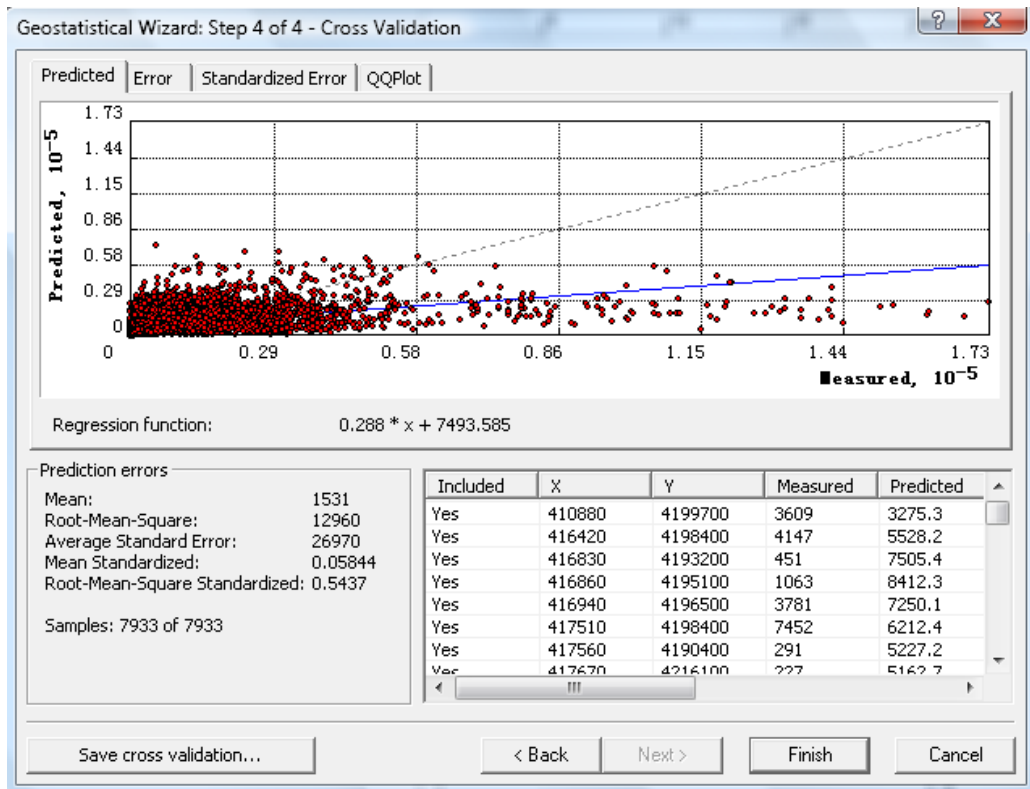 Geostatistical Wizard: Step 4 of 4 - Cross Validation
Predicted Error Standardized Error QQPlot
1.73
1.44
1.15
0.86
0.58
0.29
0
Predicted, 10-5
0 0.29 0.58 0.86 1.15 1.44 1.73
Measured, 10-5
Regression function: 0.288 * x + 7493.585
Prediction errors
Mean: 1531
Root-Mean-Square: 12960
Average Standard Error: 26970
Mean Standardized: 0.05844
Root-Mean-Square Standardized: 0.5437
Samples: 7933 of 7933
Included X Y Measured Predicted
Yes 410880 4199700 3609 3275.3
Yes 416420 4198400 4147 5528.2
Yes 416830 4193200 451 7505.4
Yes 416860 4195100 1063 8412.3
Yes 416940 4196500 3781 7250.1
Yes 417510 4198400 7452 6212.4
Yes 417560 4190400 291 5227.2
Yes 417670 4216100 227 5162.7
Save cross validation... < Back Next > Finish Cancel